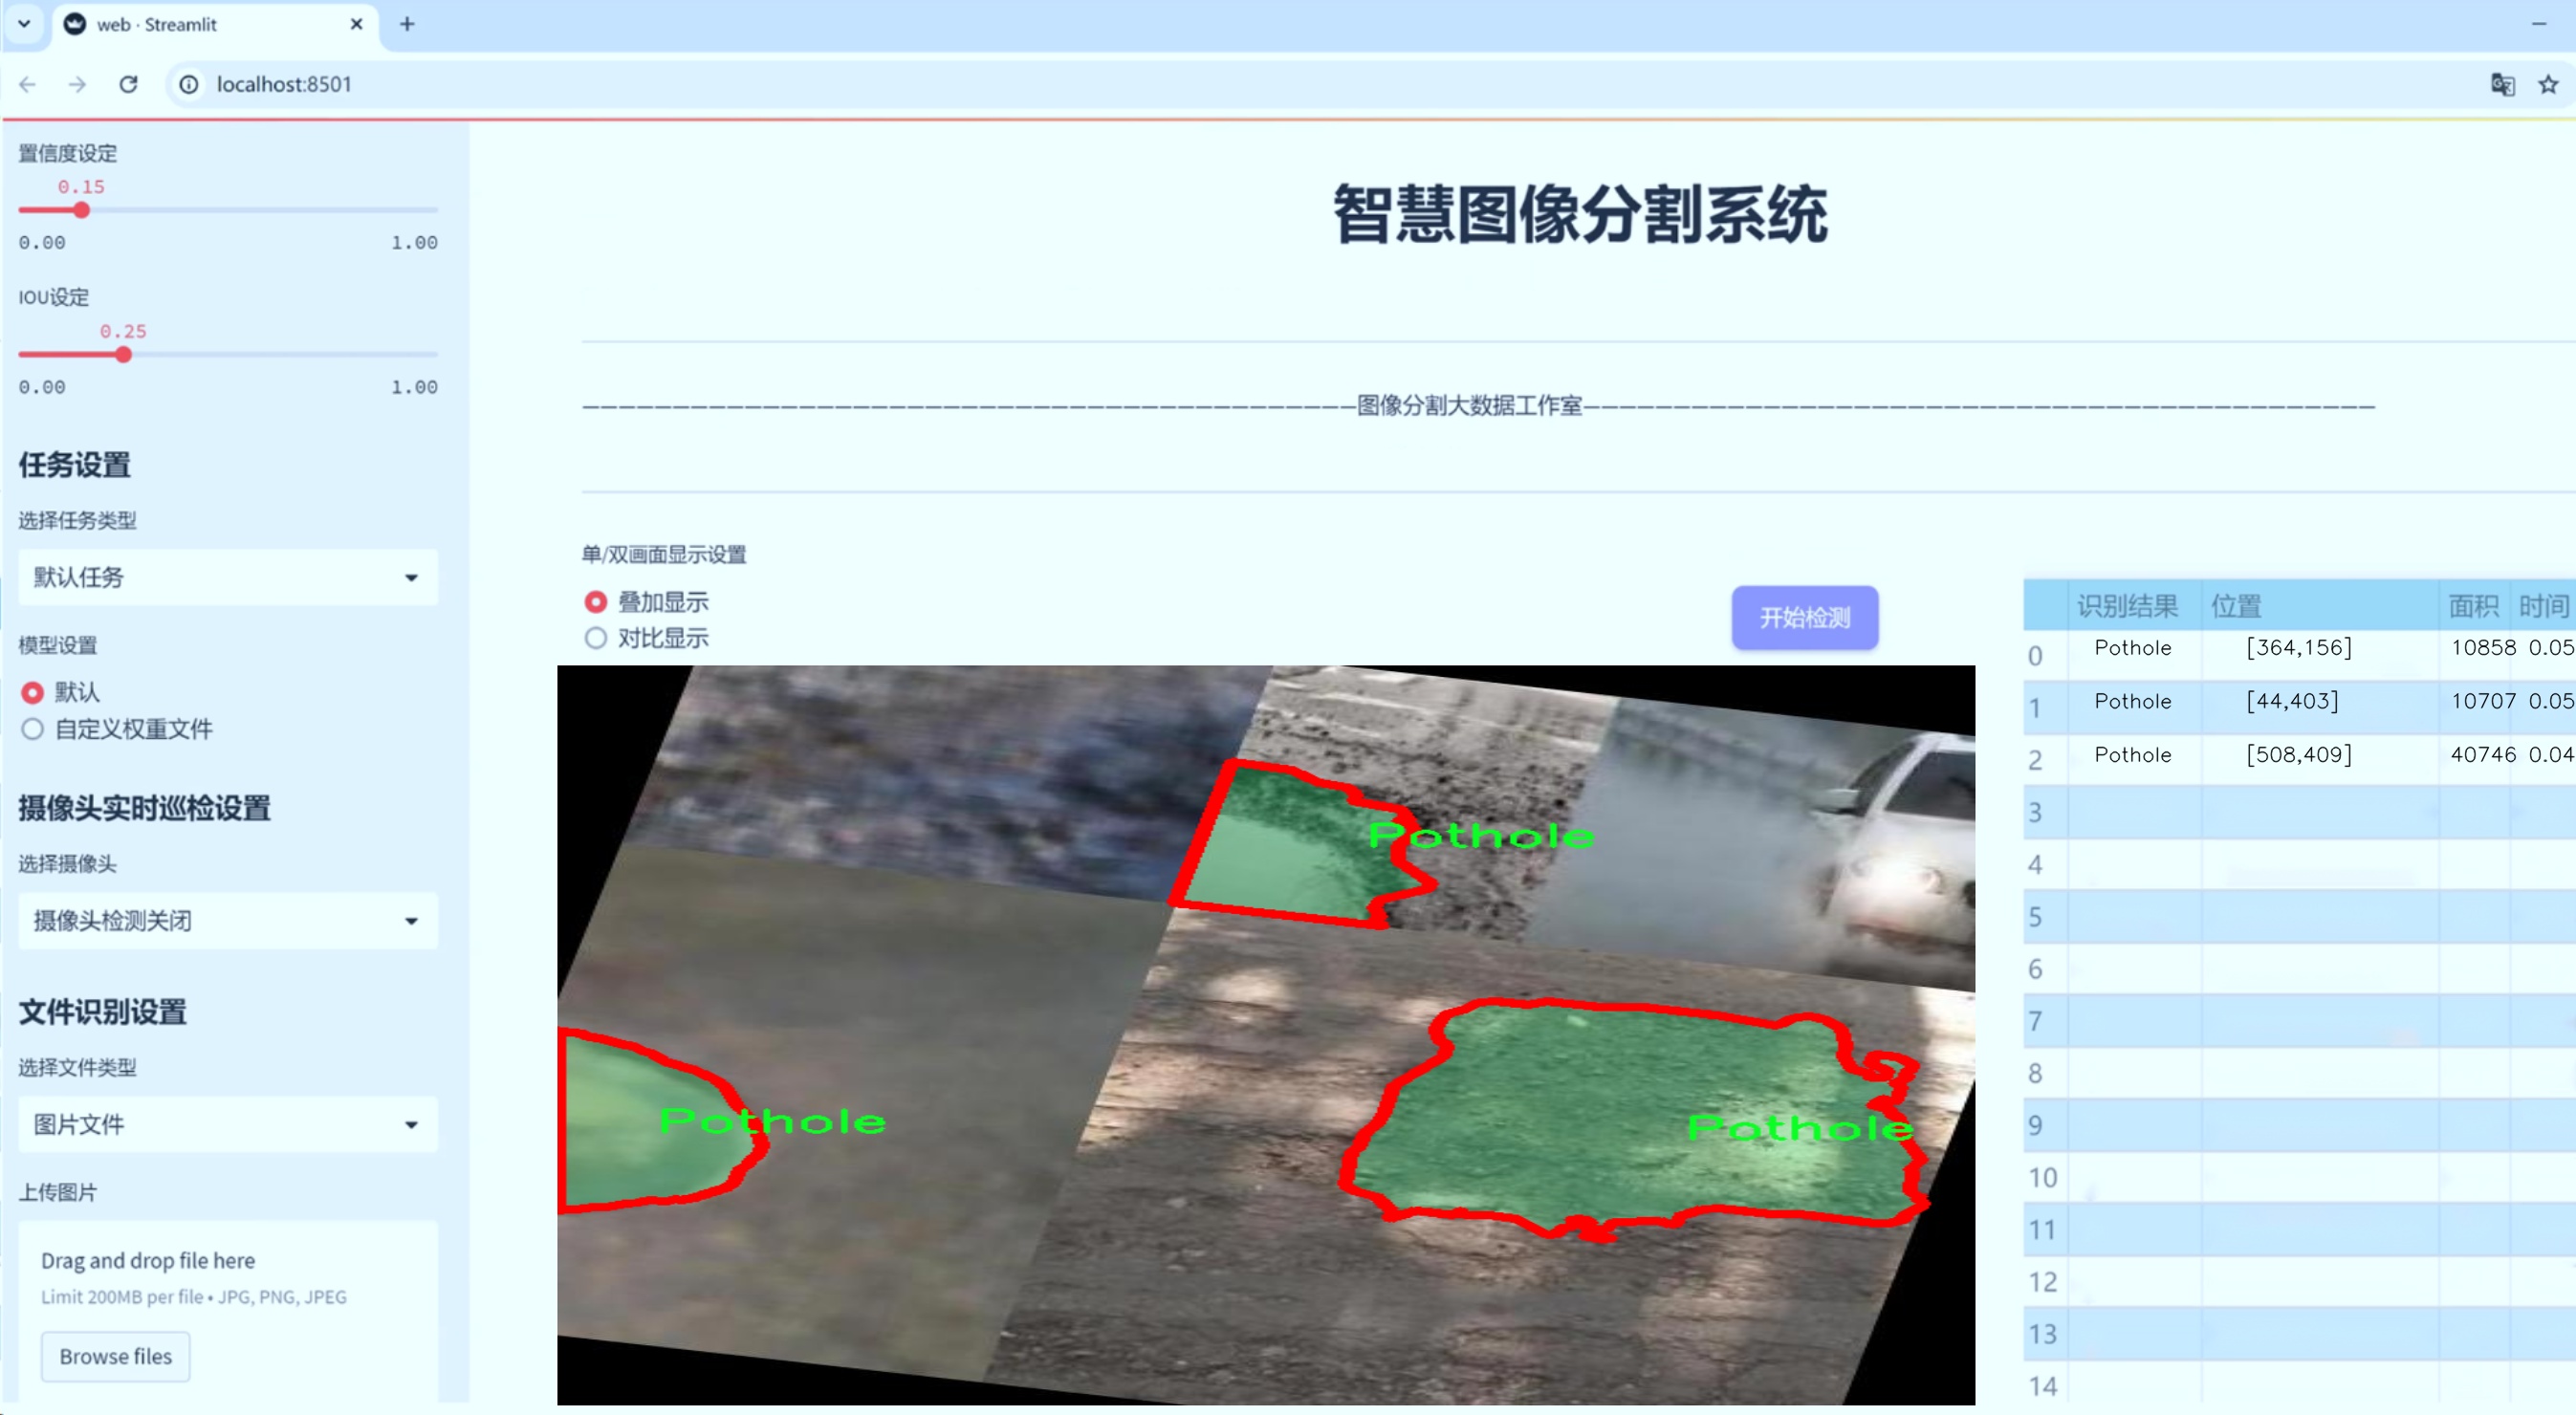 web · Streamlit
localhost:8501
置信度设定
0.15
0.00 1.00
IOU设定
0.25
0.00 1.00
任务设置
选择任务类型
默认任务
模型设置
默认
自定义权重文件
摄像头实时巡检设置
选择摄像头
摄像头检测关闭
文件识别设置
选择文件类型
图片文件
上传图片
Drag and drop file here
Limit 200MB per file • JPG, PNG, JPEG
Browse files
智慧图像分割系统
图像分割大数据工作室
单/双画面显示设置
叠加显示
对比显示
开始检测
Pothole
Pothole
Pothole
识别结果 位置 面积 时间
0 Pothole [364,156] 10858 0.05
1 Pothole [44,403] 10707 0.05
2 Pothole [508,409] 40746 0.04
3
4
5
6
7
8
9
10
11
12
13
14